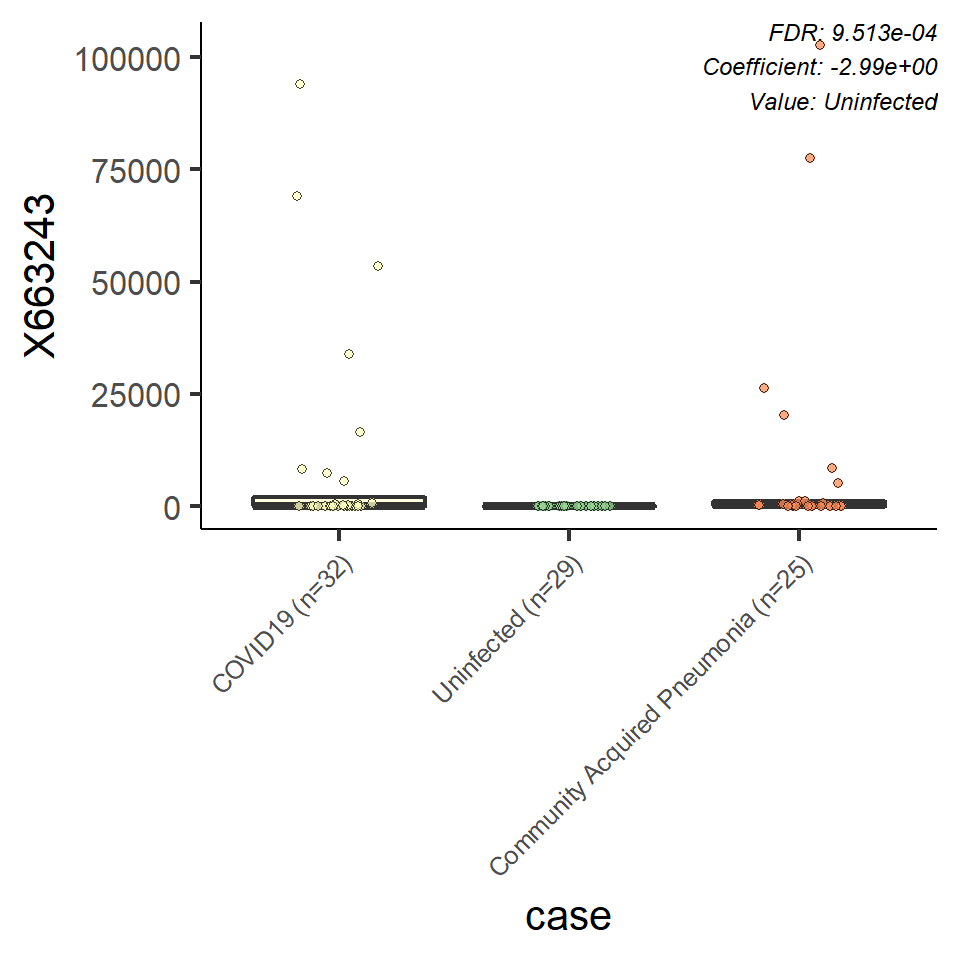 FDR: 9.513e-04
Coefficient: -2.99e+00
Value: Uninfected
100000
75000
50000
25000
0
X663243
COVID19 (n=32)
Uninfected (n=29)
Community Acquired Pneumonia (n=25)
case